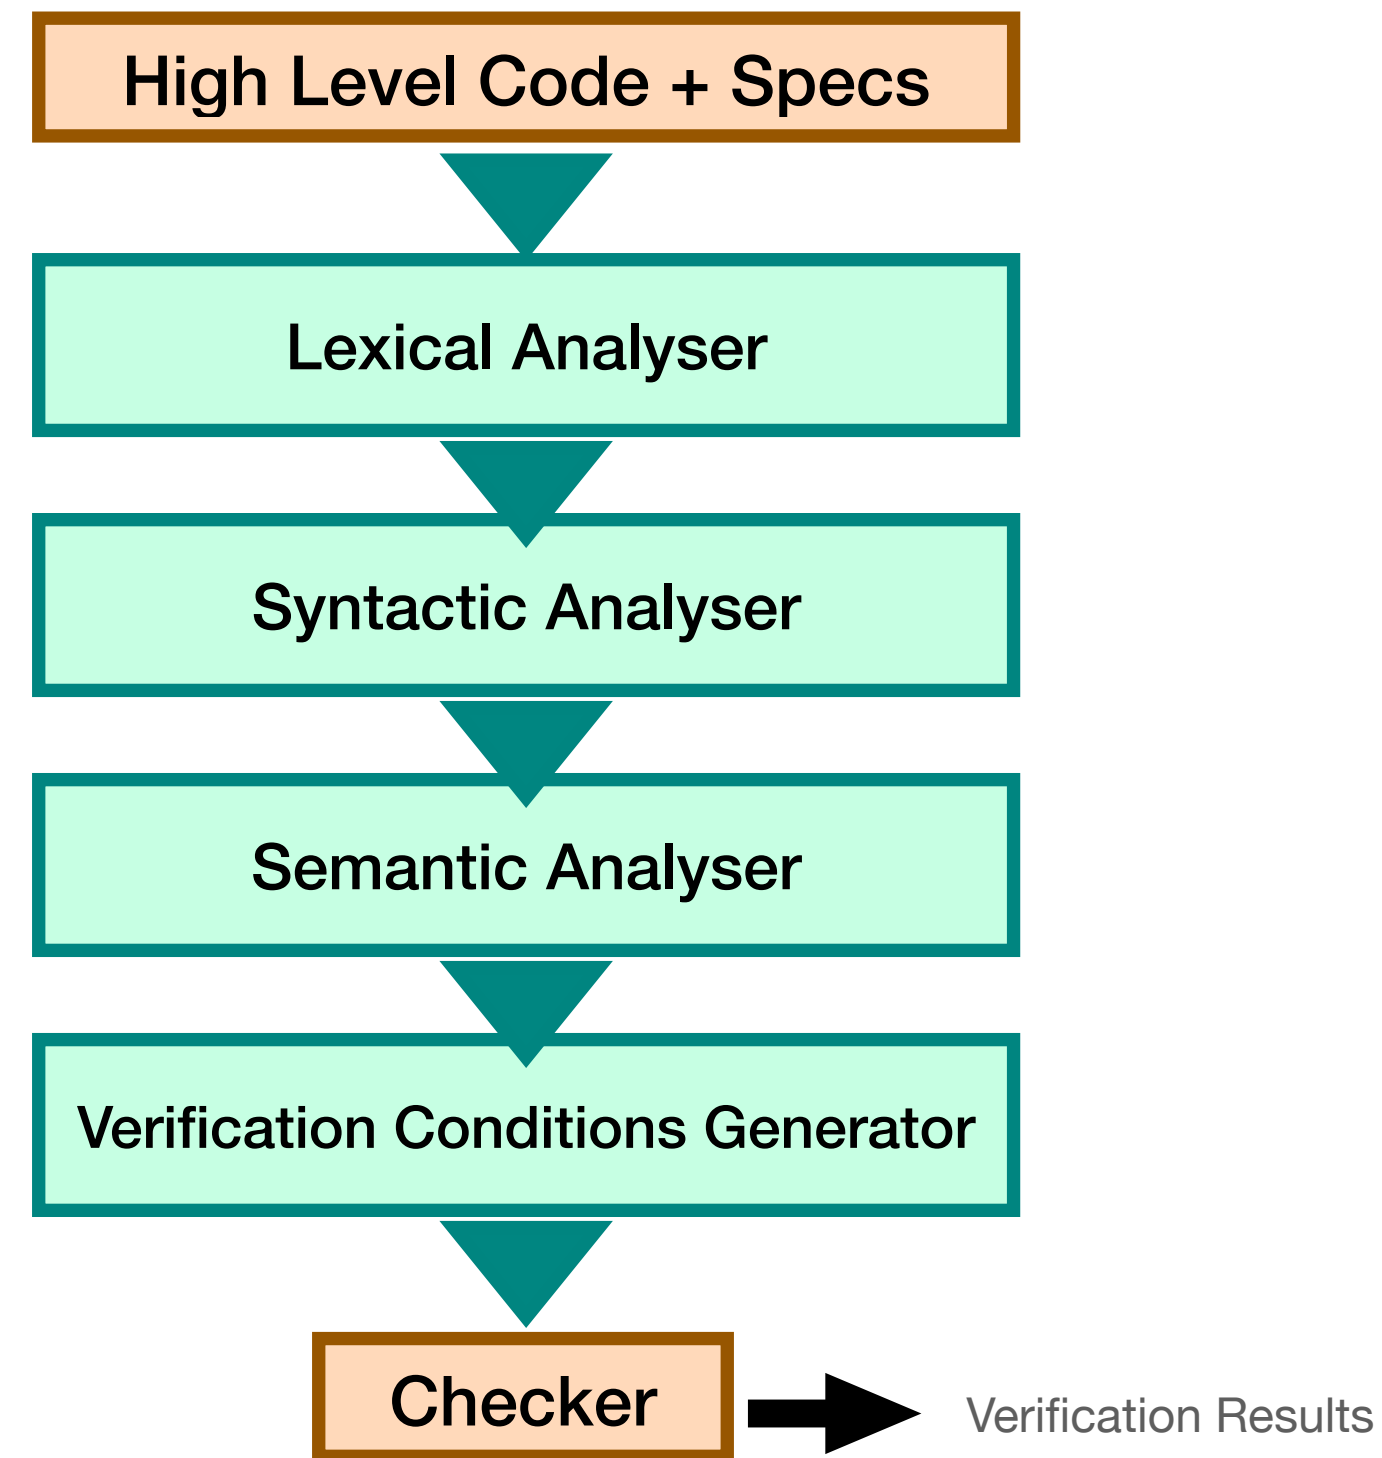 High Level Code + Specs
Lexical Analyser
Syntactic Analyser
Semantic Analyser
Verification Conditions Generator
Checker
Verification Results